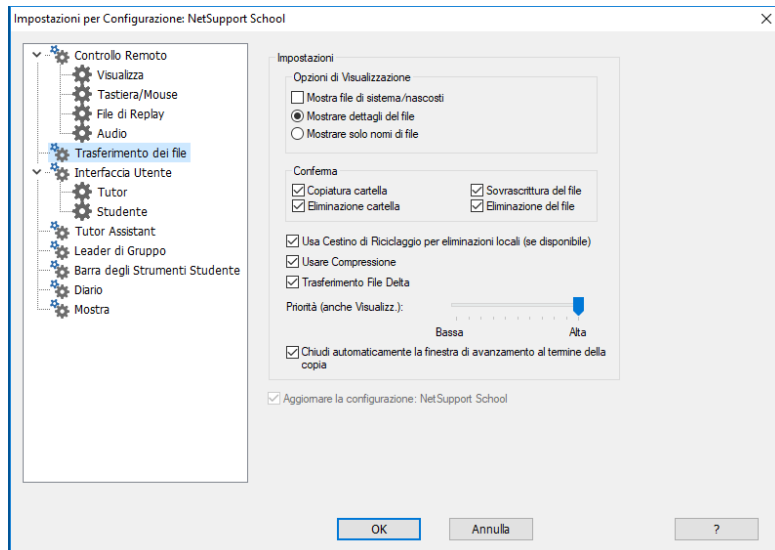 Impostazioni per Configurazione: NetSupport School
Controllo Remoto
Visualizza
Tastiera/Mouse
File di Replay
Audio
Trasferimento dei file
Interfaccia Utente
Tutor
Studente
Tutor Assistant
Leader di Gruppo
Barra degli Strumenti Studente
Diario
Mostra
Impostazioni
Opzioni di Visualizzazione
Mostra file di sistema/nascosti
Mostrare dettagli del file
Mostrare solo nomi di file
Conferma
Copiatura cartella Sovrascrittura del file
Eliminazione cartella Eliminazione del file
Usa Cestino di Riciclaggio per eliminazioni locali (se disponibile)
Usare Compressione
Trasferimento File Delta
Priorità (anche Visualizz.):
Bassa Alta
Chiudi automaticamente la finestra di avanzamento al termine della
copia
Aggiornare la configurazione: NetSupport School
OK Annulla ?